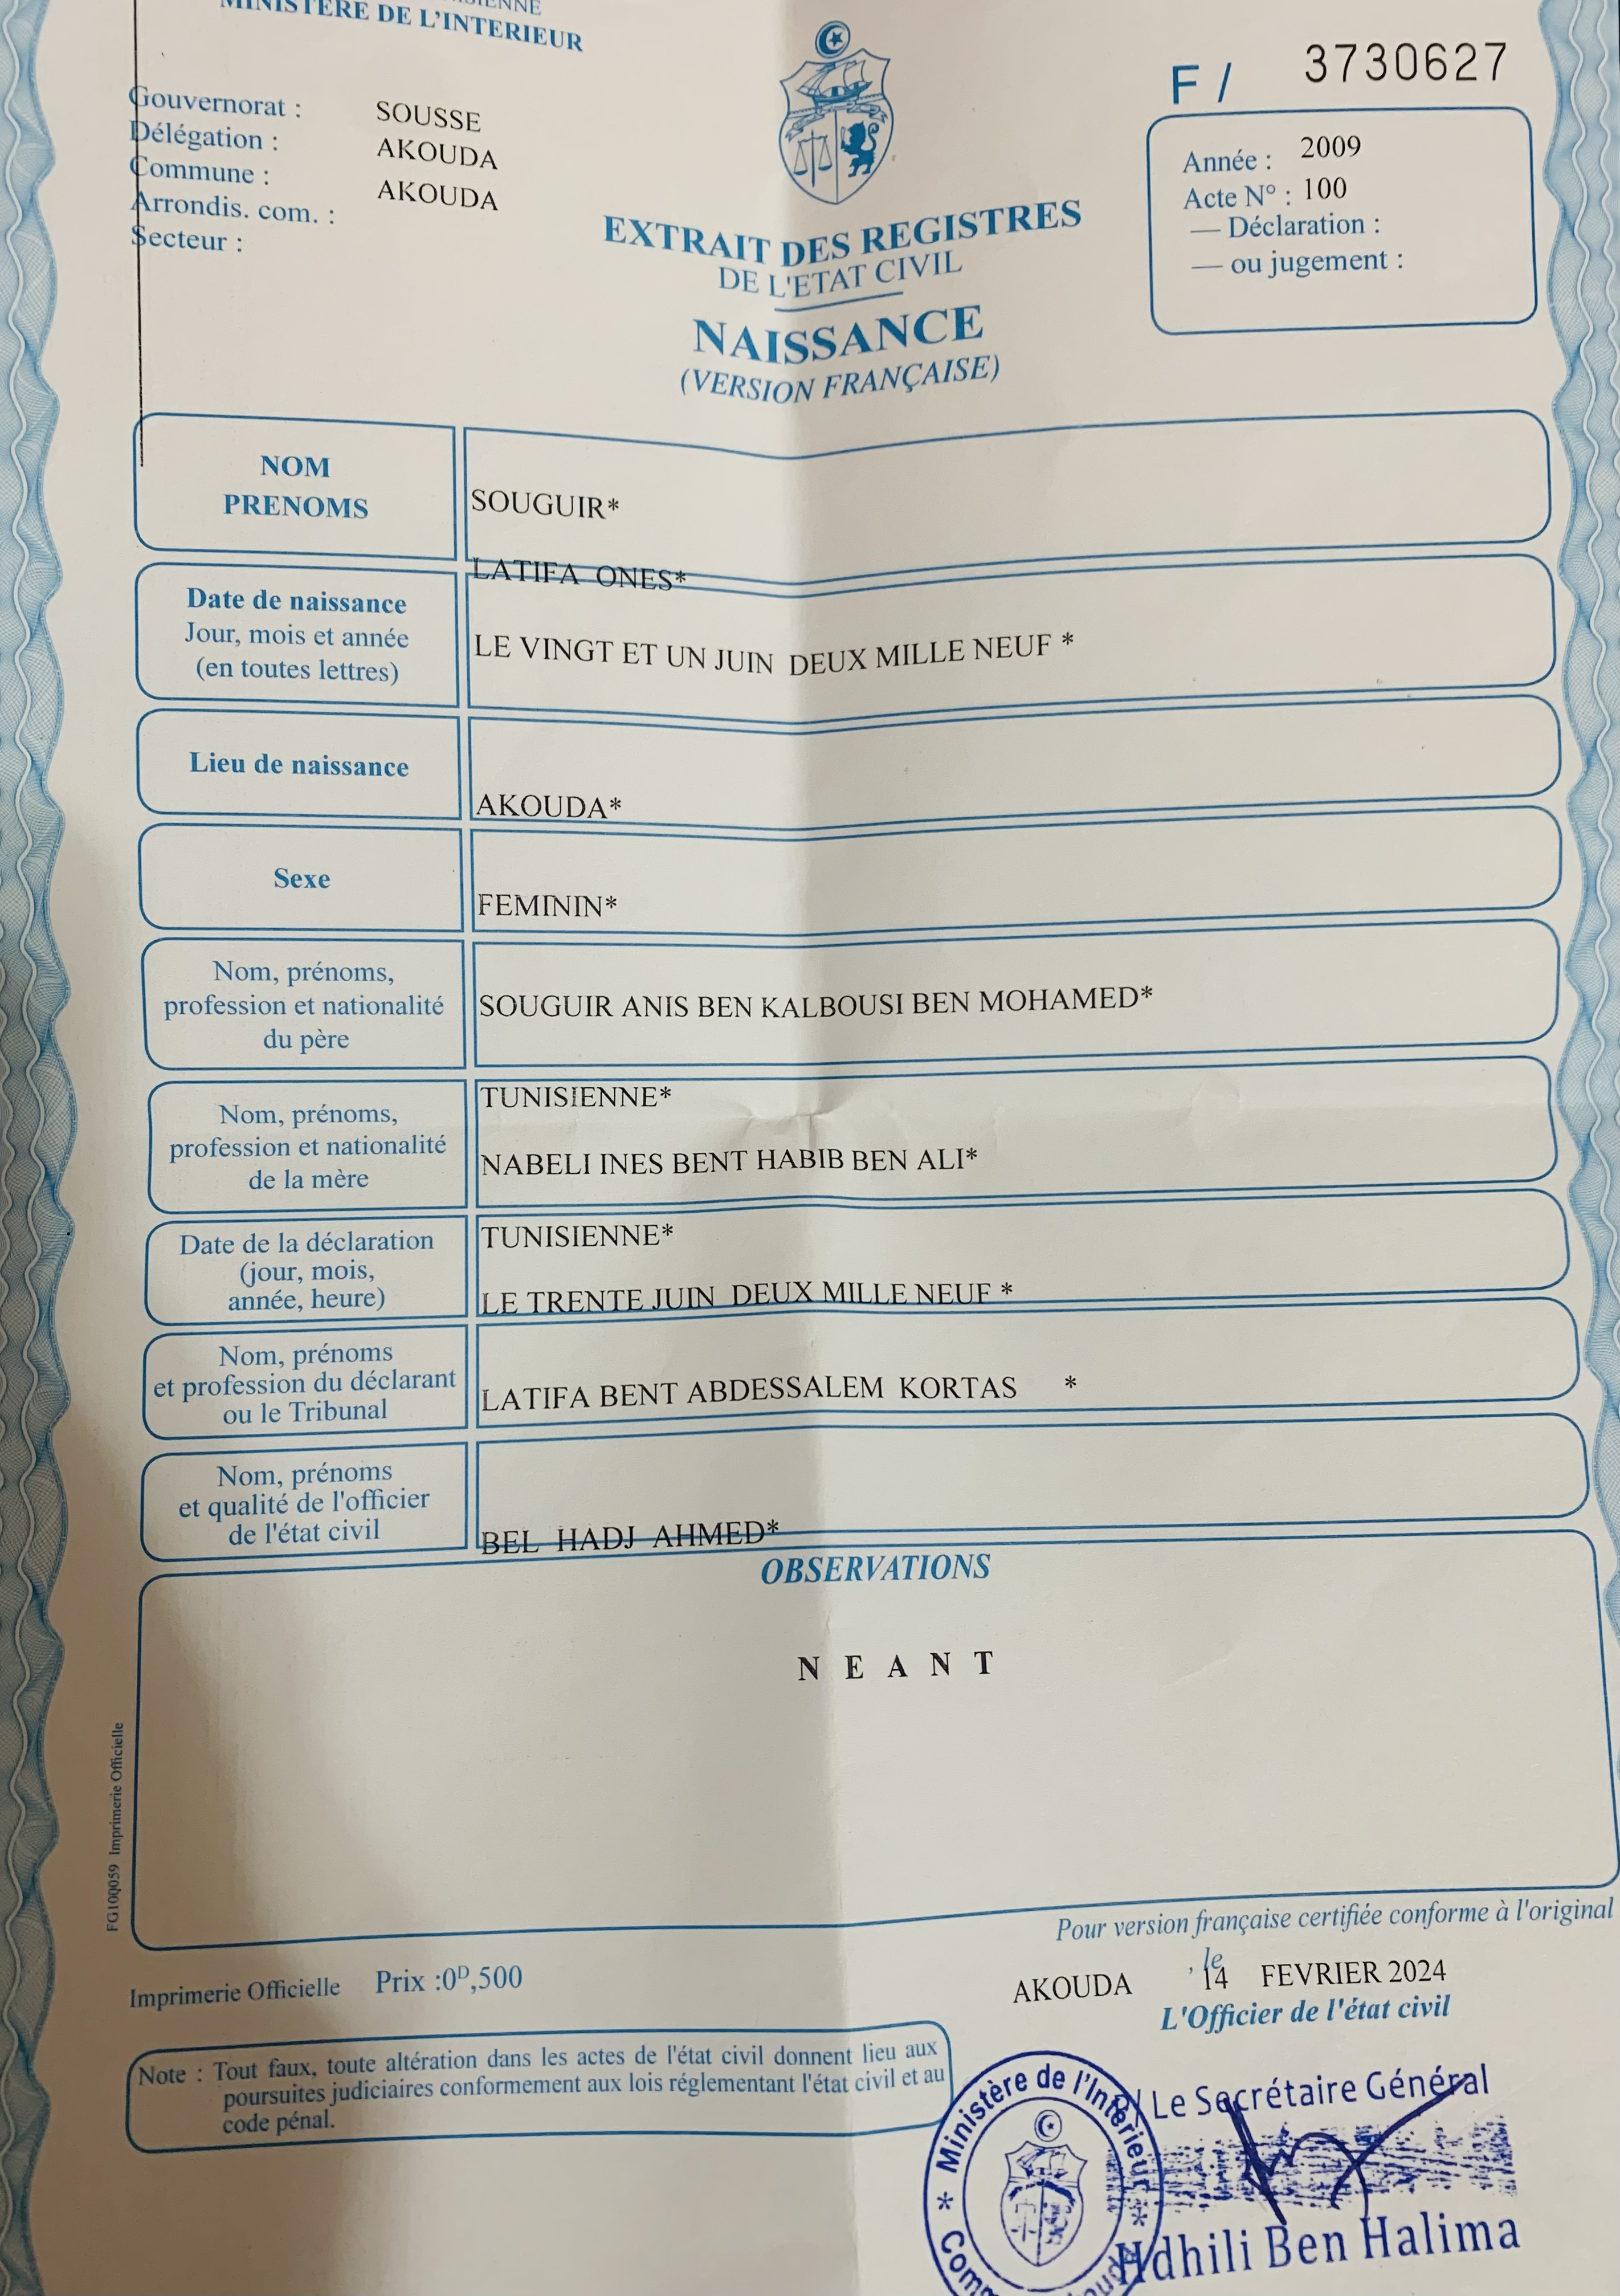 MINISTERE DE L'INTERIEUR
F / 3730627
Gouvernorat : SOUSSE
Délégation : AKOUDA
Commune : AKOUDA
Arrondis. com. :
Secteur :
Année : 2009
Acte N° : 100
— Déclaration :
— ou jugement :
EXTRAIT DES REGISTRES
DE L'ETAT CIVIL
NAISSANCE
(VERSION FRANÇAISE)
NOM
PRENOMS
SOUGUIR*
LATIFA ONES*
Date de naissance
Jour, mois et année
(en toutes lettres)
LE VINGT ET UN JUIN DEUX MILLE NEUF *
Lieu de naissance
AKOUDA*
Sexe
FEMININ*
Nom, prénoms,
profession et nationalité
du père
SOUGUIR ANIS BEN KALBOUSI BEN MOHAMED*
TUNISIENNE*
Nom, prénoms,
profession et nationalité
de la mère
NABELI INES BENT HABIB BEN ALI*
TUNISIENNE*
Date de la déclaration
(jour, mois,
année, heure)
LE TRENTE JUIN DEUX MILLE NEUF *
Nom, prénoms
et profession du déclarant
ou le Tribunal
LATIFA BENT ABDESSALEM KORTAS *
Nom, prénoms
et qualité de l'officier
de l'état civil
BEL HADJ AHMED*
OBSERVATIONS
N E A N T
FG100059 Imprimerie Officielle
Pour version française certifiée conforme à l'original
Imprimerie Officielle Prix :0D,500
AKOUDA , le 14 FEVRIER 2024
L'Officier de l'état civil
Note : Tout faux, toute altération dans les actes de l'état civil donnent lieu aux
poursuites judiciaires conformement aux lois réglementant l'état civil et au
code pénal.
* Ministère de l'Intérieur *
P/ Le Secrétaire Général
Hdhili Ben Halima